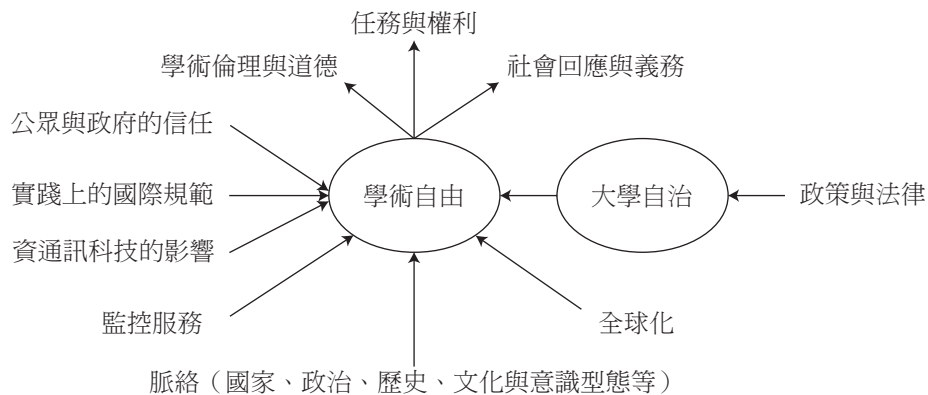 任務與權利
學術倫理與道德
社會回應與義務
公眾與政府的信任
實踐上的國際規範
學術自由
大學自治
政策與法律
資通訊科技的影響
監控服務
全球化
脈絡（國家、政治、歷史、文化與意識型態等）